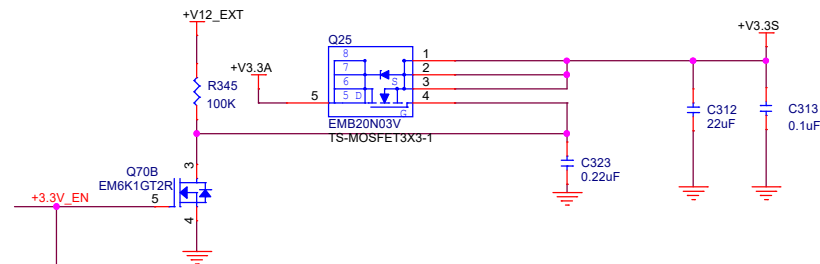 +V12_EXT
Q25
+V3.3S
+V3.3A
8
7
6
5
D
S
G
1
2
3
4
5
R345
100K
EMB20N03V
TS-MOSFET3X3-1
C312
22uF
C313
0.1uF
C323
0.22uF
Q70B
EM6K1GT2R
3
+3.3V_EN
5
4